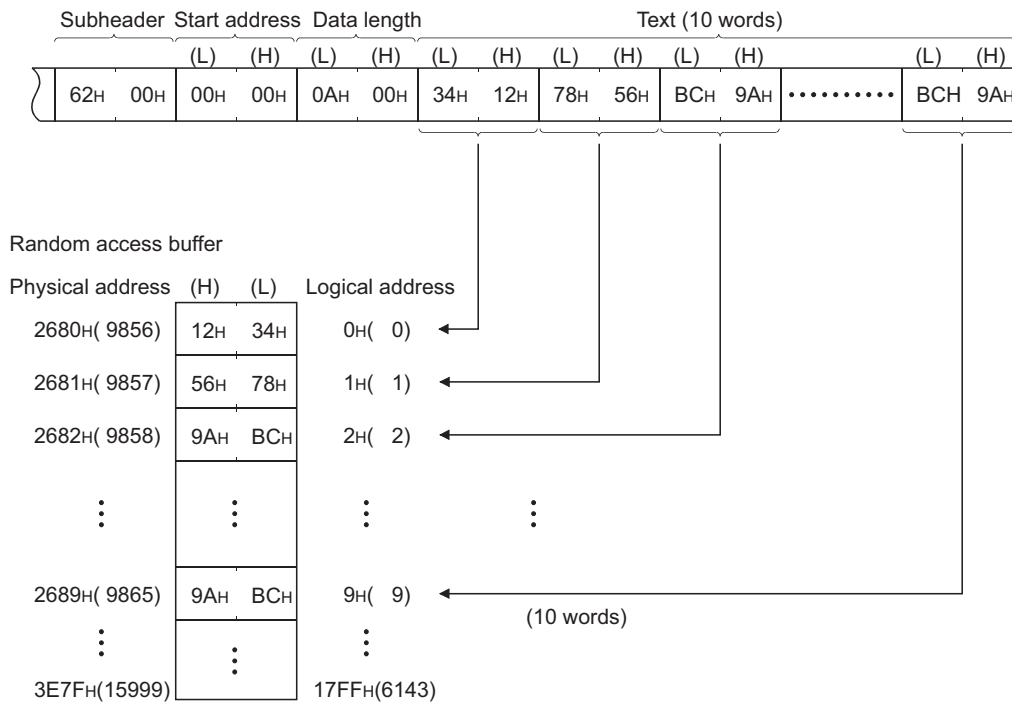 Subheader Start address Data length Text (10 words)
(L) (H) (L) (H) (L) (H) (L) (H) (L) (H) (L) (H)
62H 00H 00H 00H 0AH 00H 34H 12H 78H 56H BCH 9AH •••••••••• BCH 9AH
Random access buffer
Physical address (H) (L) Logical address
2680H( 9856) 12H 34H 0H( 0)
2681H( 9857) 56H 78H 1H( 1)
2682H( 9858) 9AH BCH 2H( 2)
2689H( 9865) 9AH BCH 9H( 9)
(10 words)
3E7FH(15999) 17FFH(6143)